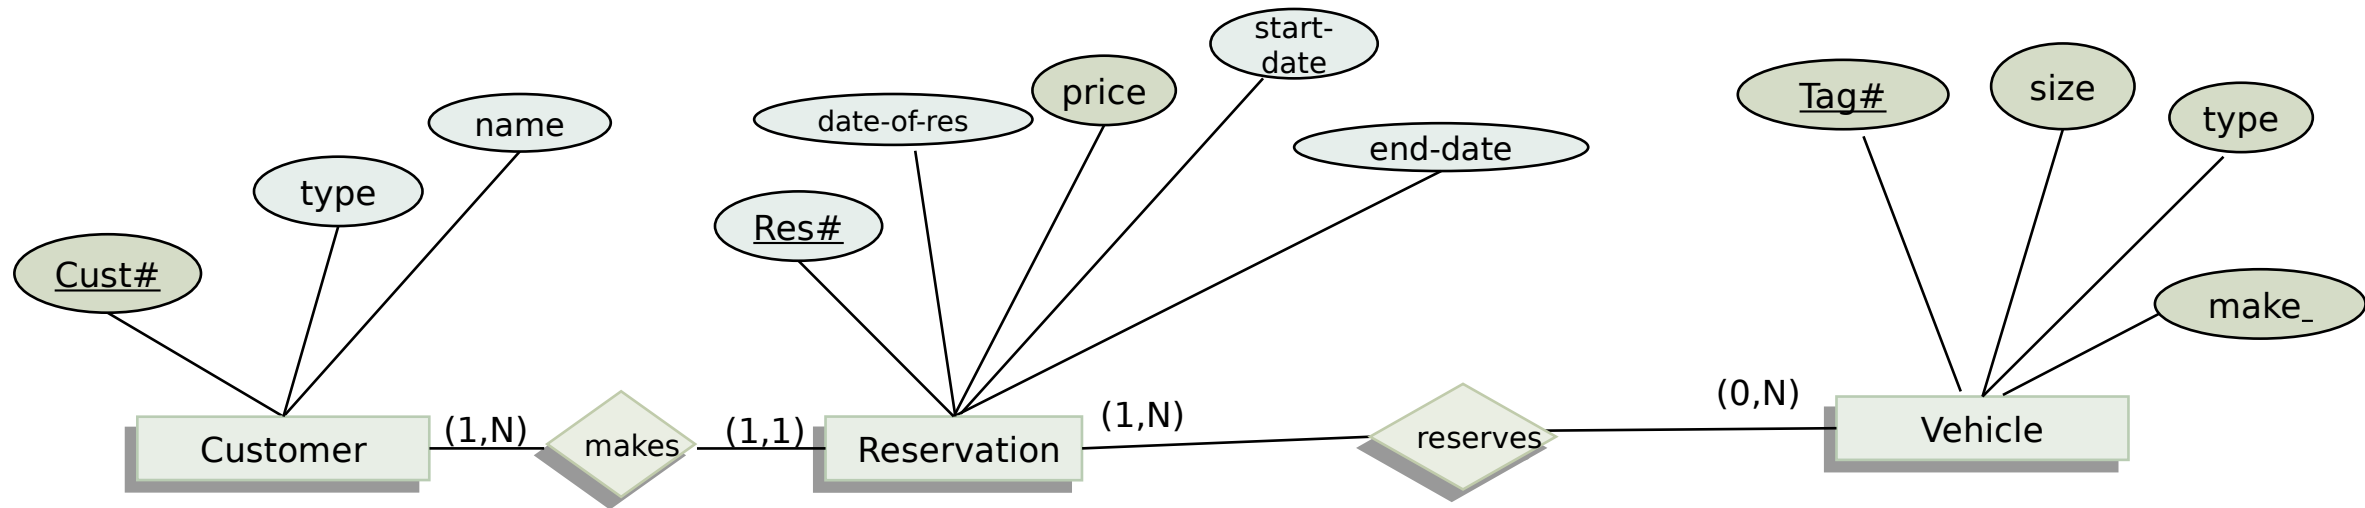 start-
date
price
size
Tag#
type
date-of-res
name
end-date
type
Res#
Cust#
make_
(1,N)
(1,1)
(1,N)
(0,N)
Customer
makes
Reservation
reserves
Vehicle